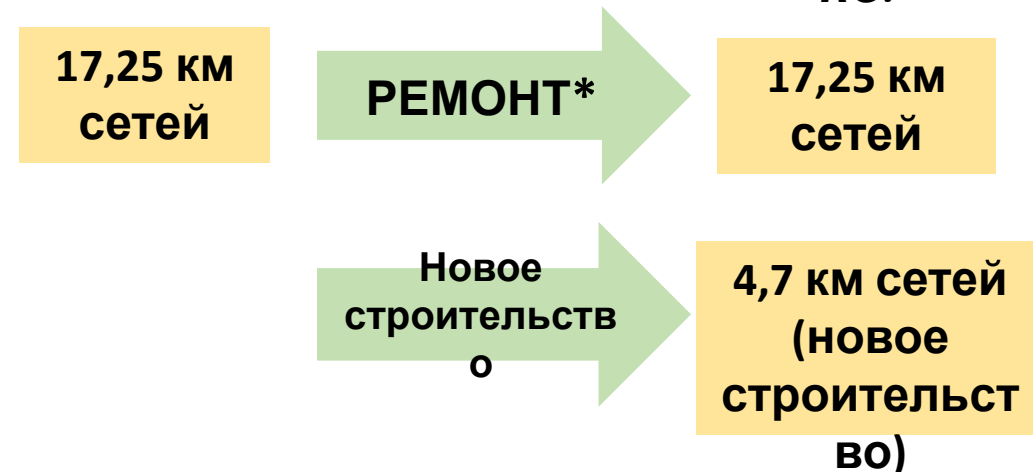 17,25 км
сетей
РЕМОНТ*
17,25 км
сетей
Новое
строительств
о
4,7 км сетей
(новое
строительст
во)